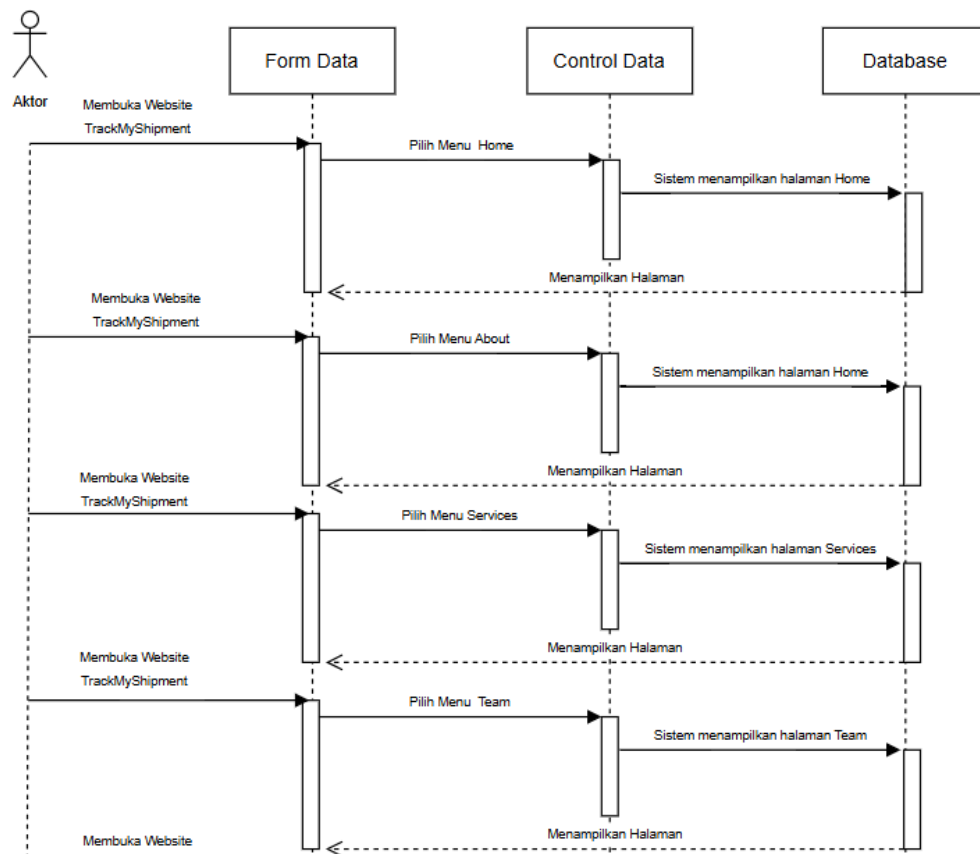 Form Data
Control Data
Database
Aktor
Membuka Website
TrackMyShipment
Pilih Menu Home
Sistem menampilkan halaman Home
Menampilkan Halaman
Membuka Website
TrackMyShipment
Pilih Menu About
Sistem menampilkan halaman Home
Menampilkan Halaman
Membuka Website
TrackMyShipment
Pilih Menu Services
Sistem menampilkan halaman Services
Menampilkan Halaman
Membuka Website
TrackMyShipment
Pilih Menu Team
Sistem menampilkan halaman Team
Menampilkan Halaman
Membuka Website